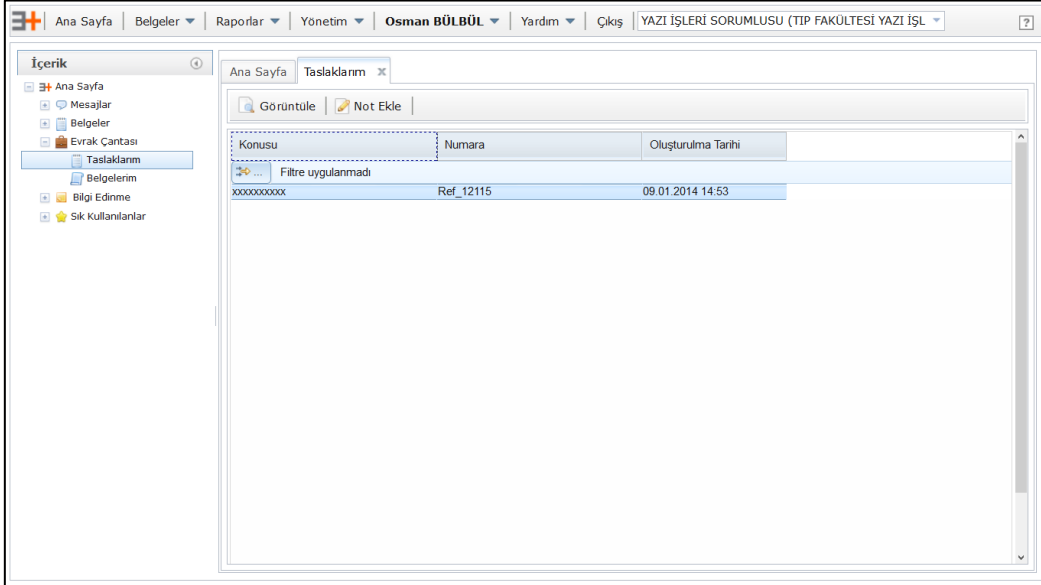 Ana Sayfa Belgeler Raporlar Yönetim Osman BÜLBÜL Yardım Çıkış YAZI İŞLERİ SORUMLUSU (TIP FAKÜLTESİ YAZI İŞL ?
İçerik
Ana Sayfa
Mesajlar
Belgeler
Evrak Çantası
Taslaklarım
Belgelerim
Bilgi Edinme
Sık Kullanılanlar
Ana Sayfa Taslaklarım x
Görüntüle Not Ekle
Konusu Numara Oluşturulma Tarihi
... Filtre uygulanmadı
xxxxxxxxxx Ref_12115 09.01.2014 14:53